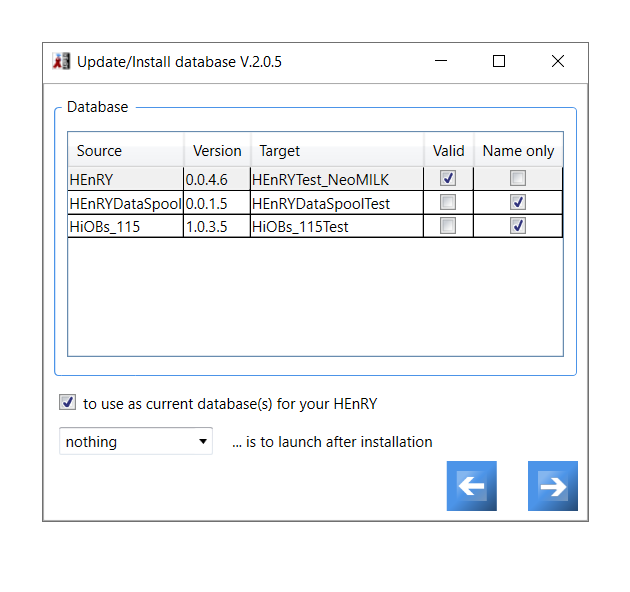 Update/Install database V.2.0.5
Database
Source Version Target Valid Name only
HEnRY 0.0.4.6 HEnRYTest_NeoMILK
HEnRYDataSpool 0.0.1.5 HEnRYDataSpoolTest
HiOBs_115 1.0.3.5 HiOBs_115Test
to use as current database(s) for your HEnRY
nothing ... is to launch after installation